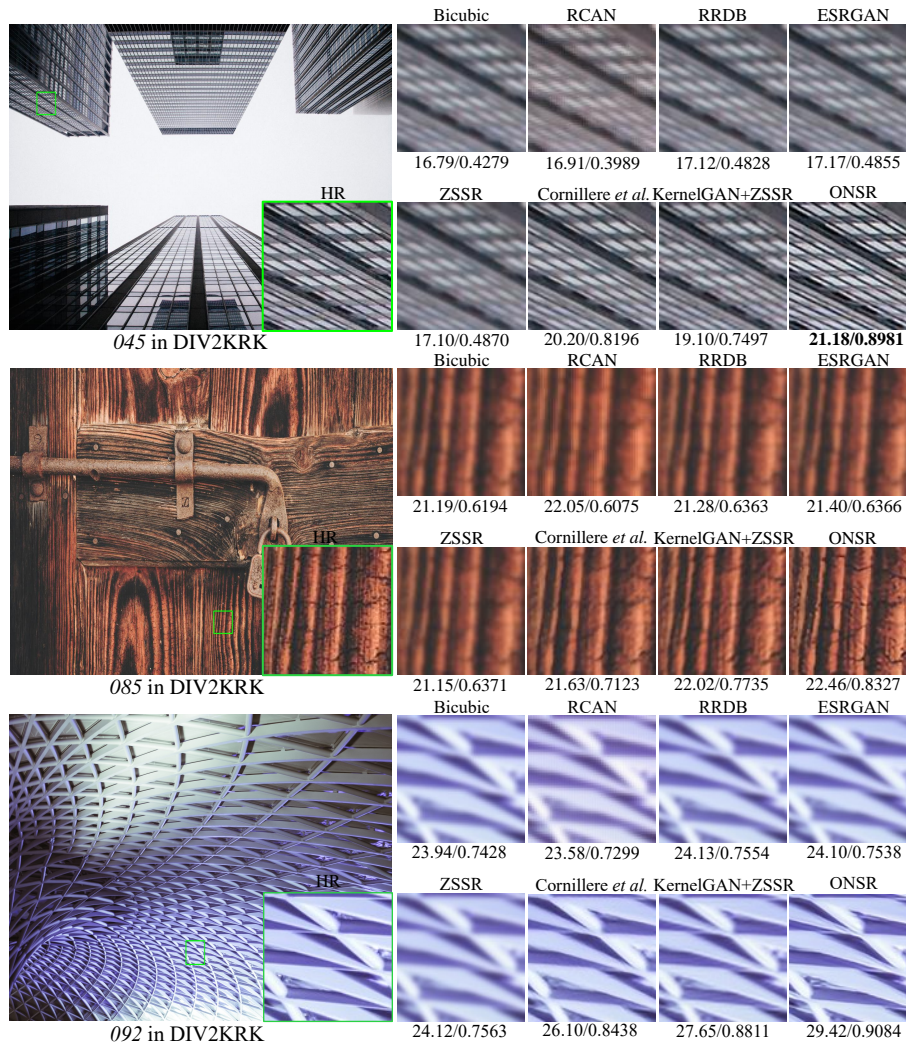 Bicubic RCAN RRDB ESRGAN
16.79/0.4279 16.91/0.3989 17.12/0.4828 17.17/0.4855
HR ZSSR Cornillere et al. KernelGAN+ZSSR ONSR
17.10/0.4870 20.20/0.8196 19.10/0.7497 21.18/0.8981
045 in DIV2KRK
Bicubic RCAN RRDB ESRGAN
21.19/0.6194 22.05/0.6075 21.28/0.6363 21.40/0.6366
HR ZSSR Cornillere et al. KernelGAN+ZSSR ONSR
21.15/0.6371 21.63/0.7123 22.02/0.7735 22.46/0.8327
085 in DIV2KRK
Bicubic RCAN RRDB ESRGAN
23.94/0.7428 23.58/0.7299 24.13/0.7554 24.10/0.7538
HR ZSSR Cornillere et al. KernelGAN+ZSSR ONSR
24.12/0.7563 26.10/0.8438 27.65/0.8811 29.42/0.9084
092 in DIV2KRK